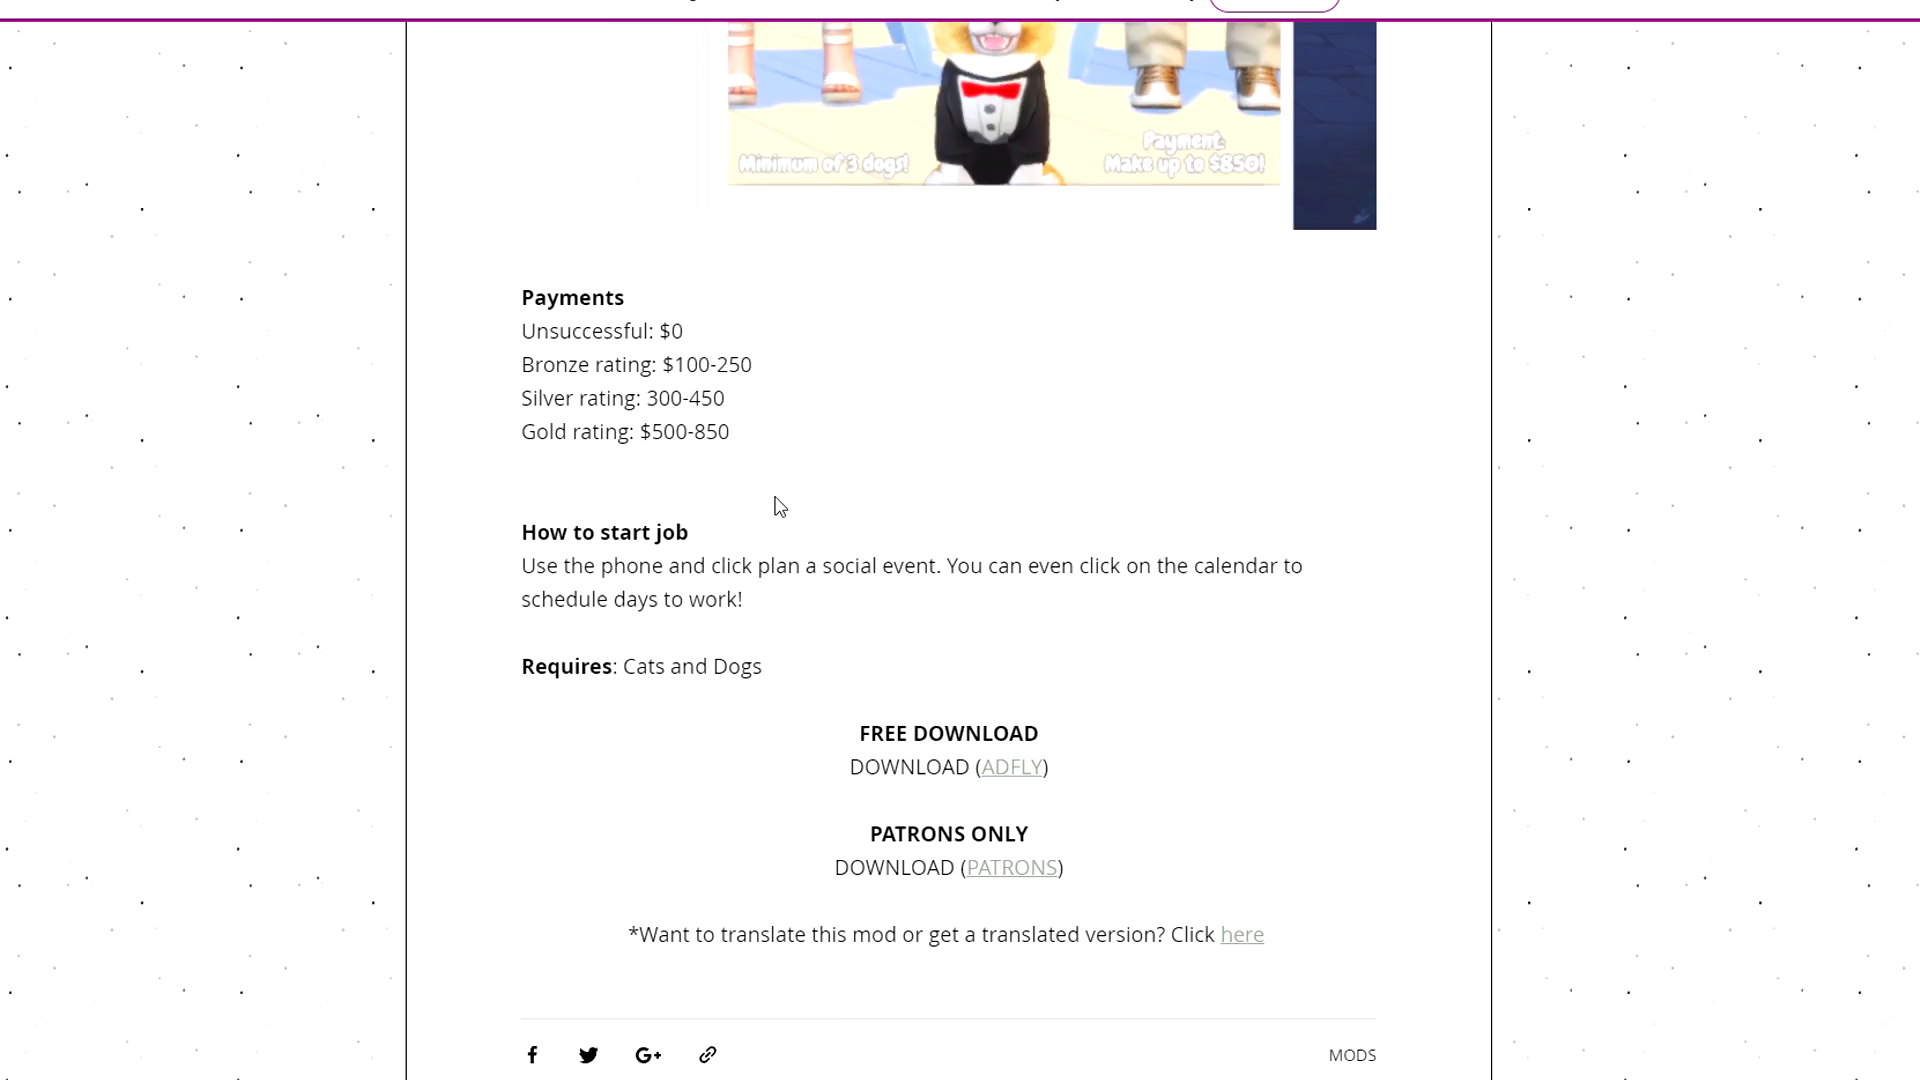 Minimum of 3 dogs!
Payment:
Make up to $850!
Payments
Unsuccessful: $0
Bronze rating: $100-250
Silver rating: 300-450
Gold rating: $500-850
How to start job
Use the phone and click plan a social event. You can even click on the calendar to
schedule days to work!
Requires: Cats and Dogs
FREE DOWNLOAD
DOWNLOAD (ADFLY)
PATRONS ONLY
DOWNLOAD (PATRONS)
*Want to translate this mod or get a translated version? Click here
G+
MODS